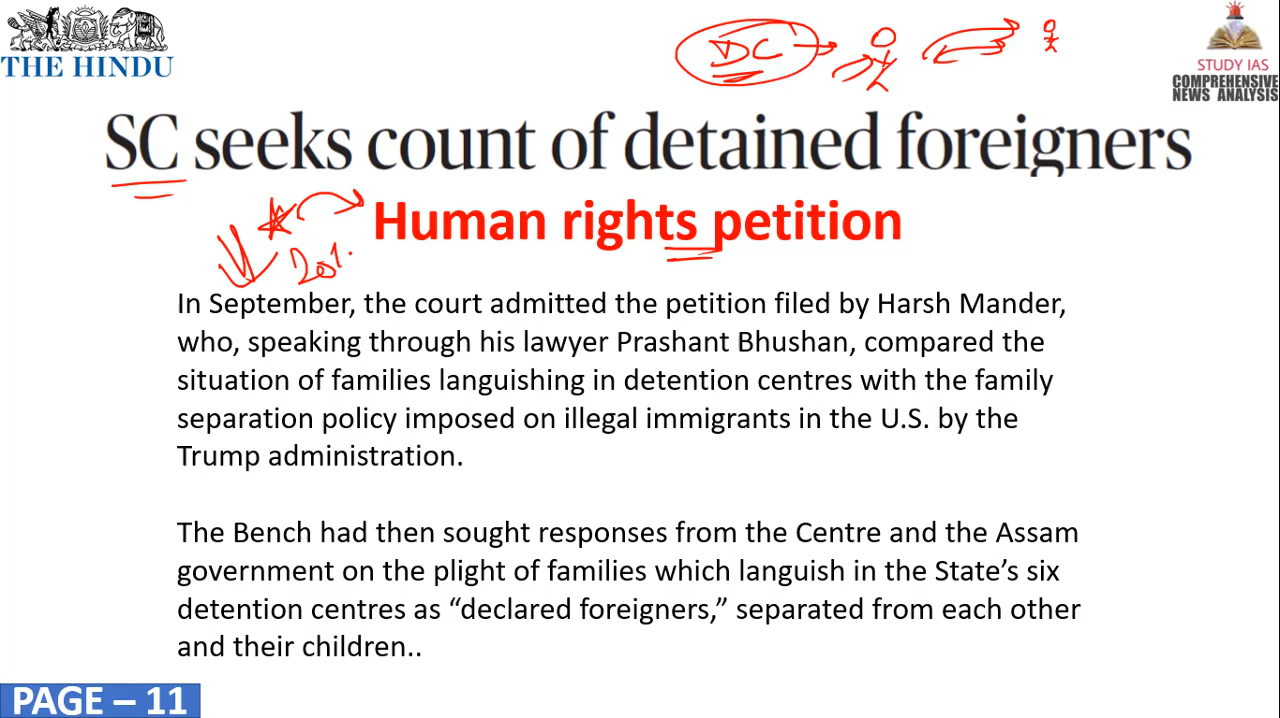 THE HINDU
DC
STUDY IAS
COMPREHENSIVE
NEWS ANALYSIS
SC seeks count of detained foreigners
Human rights petition
20%.
In September, the court admitted the petition filed by Harsh Mander,
who, speaking through his lawyer Prashant Bhushan, compared the
situation of families languishing in detention centres with the family
separation policy imposed on illegal immigrants in the U.S. by the
Trump administration.
The Bench had then sought responses from the Centre and the Assam
government on the plight of families which languish in the State’s six
detention centres as “declared foreigners,” separated from each other
and their children..
PAGE – 11